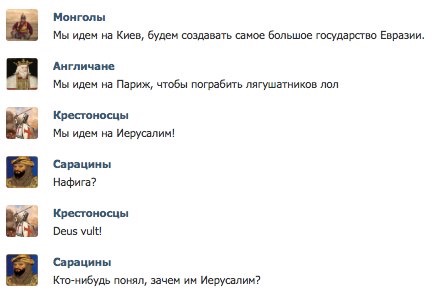 Монголы
Мы идем на Киев, будем создавать самое большое государство Евразии.
Англичане
Мы идем на Париж, чтобы пограбить лягушатников лол
Крестоносцы
Мы идем на Иерусалим!
Сарацины
Нафига?
Крестоносцы
Deus vult!
Сарацины
Кто-нибудь понял, зачем им Иерусалим?